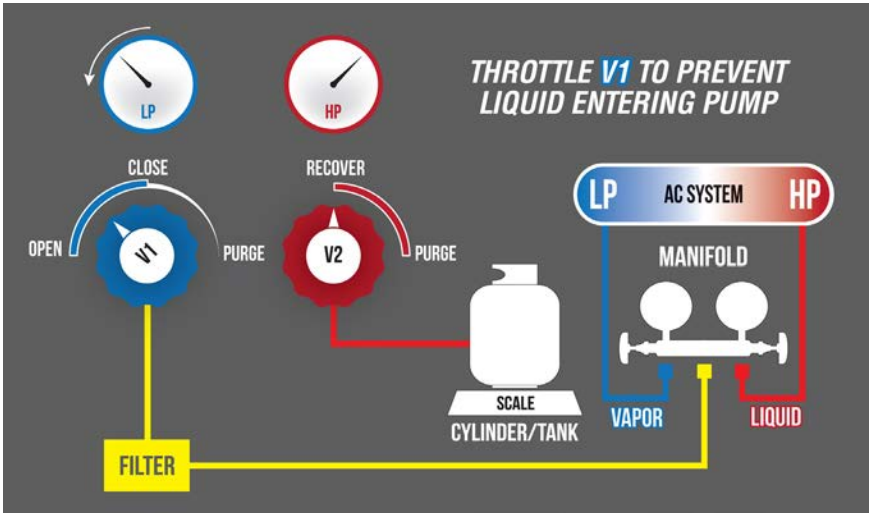 THROTTLE V1 TO PREVENT
LIQUID ENTERING PUMP
LP
HP
CLOSE
OPEN
PURGE
V1
RECOVER
PURGE
V2
LP AC SYSTEM HP
MANIFOLD
VAPOR
LIQUID
SCALE
CYLINDER/TANK
FILTER